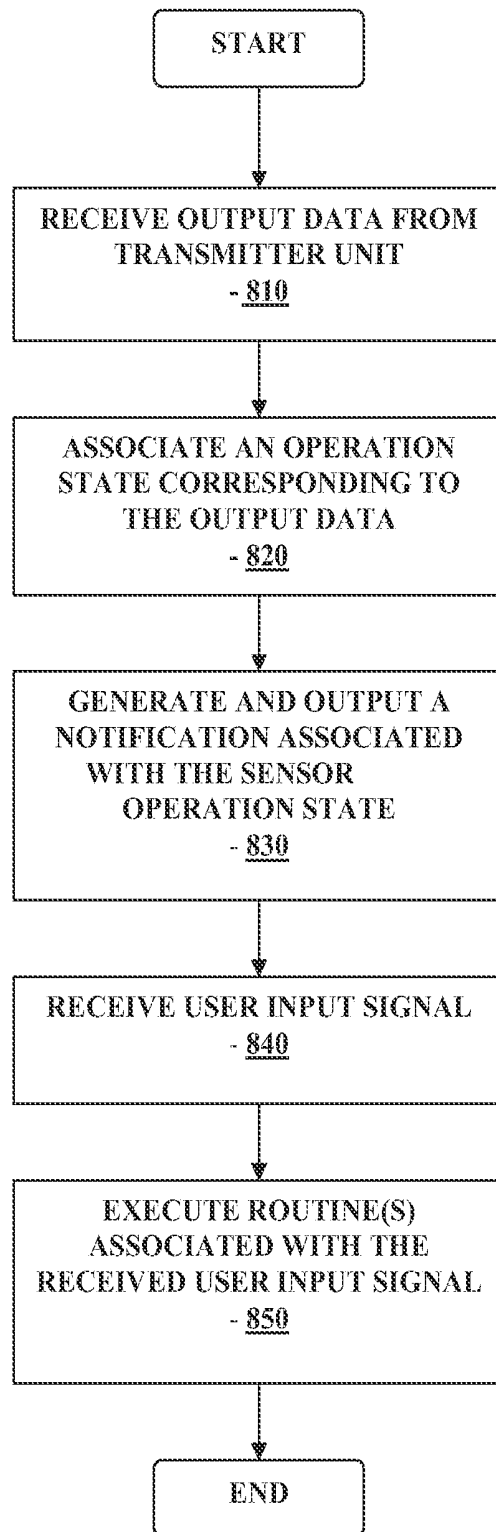 START
RECEIVE OUTPUT DATA FROM
TRANSMITTER UNIT
- 810
ASSOCIATE AN OPERATION
STATE CORRESPONDING TO
THE OUTPUT DATA
- 820
GENERATE AND OUTPUT A
NOTIFICATION ASSOCIATED
WITH THE SENSOR
OPERATION STATE
- 830
RECEIVE USER INPUT SIGNAL
- 840
EXECUTE ROUTINE(S)
ASSOCIATED WITH THE
RECEIVED USER INPUT SIGNAL
- 850
END